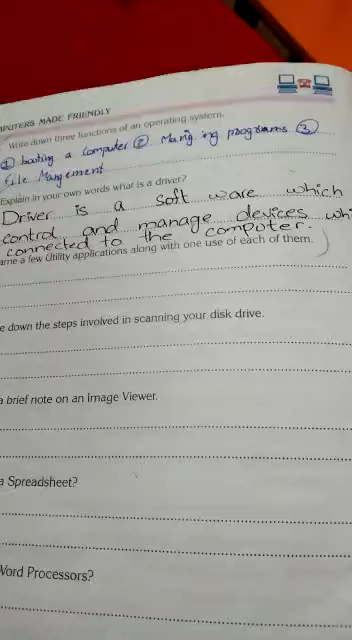 MPUTERS MADE FRIENDLY
Write down three functions of an operating system.
① booting a computer ② Manging programs ③
file Mangement
Explain in your own words what is a driver?
Driver is a soft ware which
control and manage devices whi
connected to the computer.
ame a few Utility applications along with one use of each of them.
e down the steps involved in scanning your disk drive.
a brief note on an Image Viewer.
a Spreadsheet?
Word Processors?